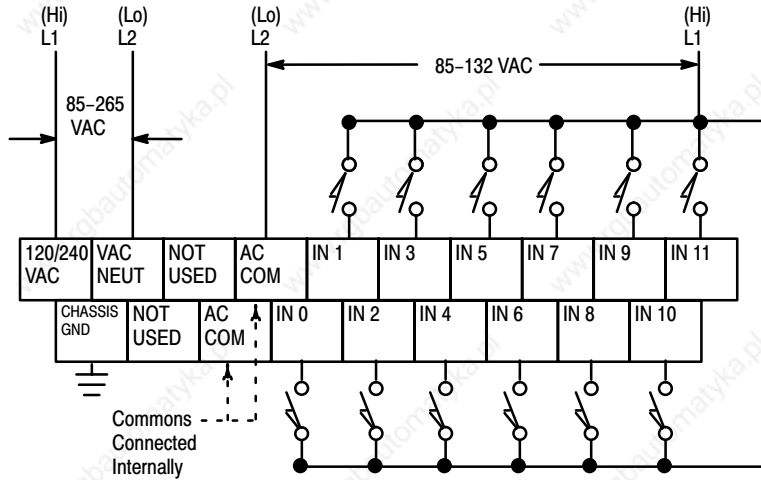 (Hi) (Lo) (Lo) (Hi)
L1 L2 L2 L1
85–132 VAC
85–265
VAC
120/240
VAC
VAC
NEUT
NOT
USED
AC
COM
IN 1
IN 3
IN 5
IN 7
IN 9
IN 11
CHASSIS
GND
NOT
USED
AC
COM
IN 0
IN 2
IN 4
IN 6
IN 8
IN 10
Commons
Connected
Internally